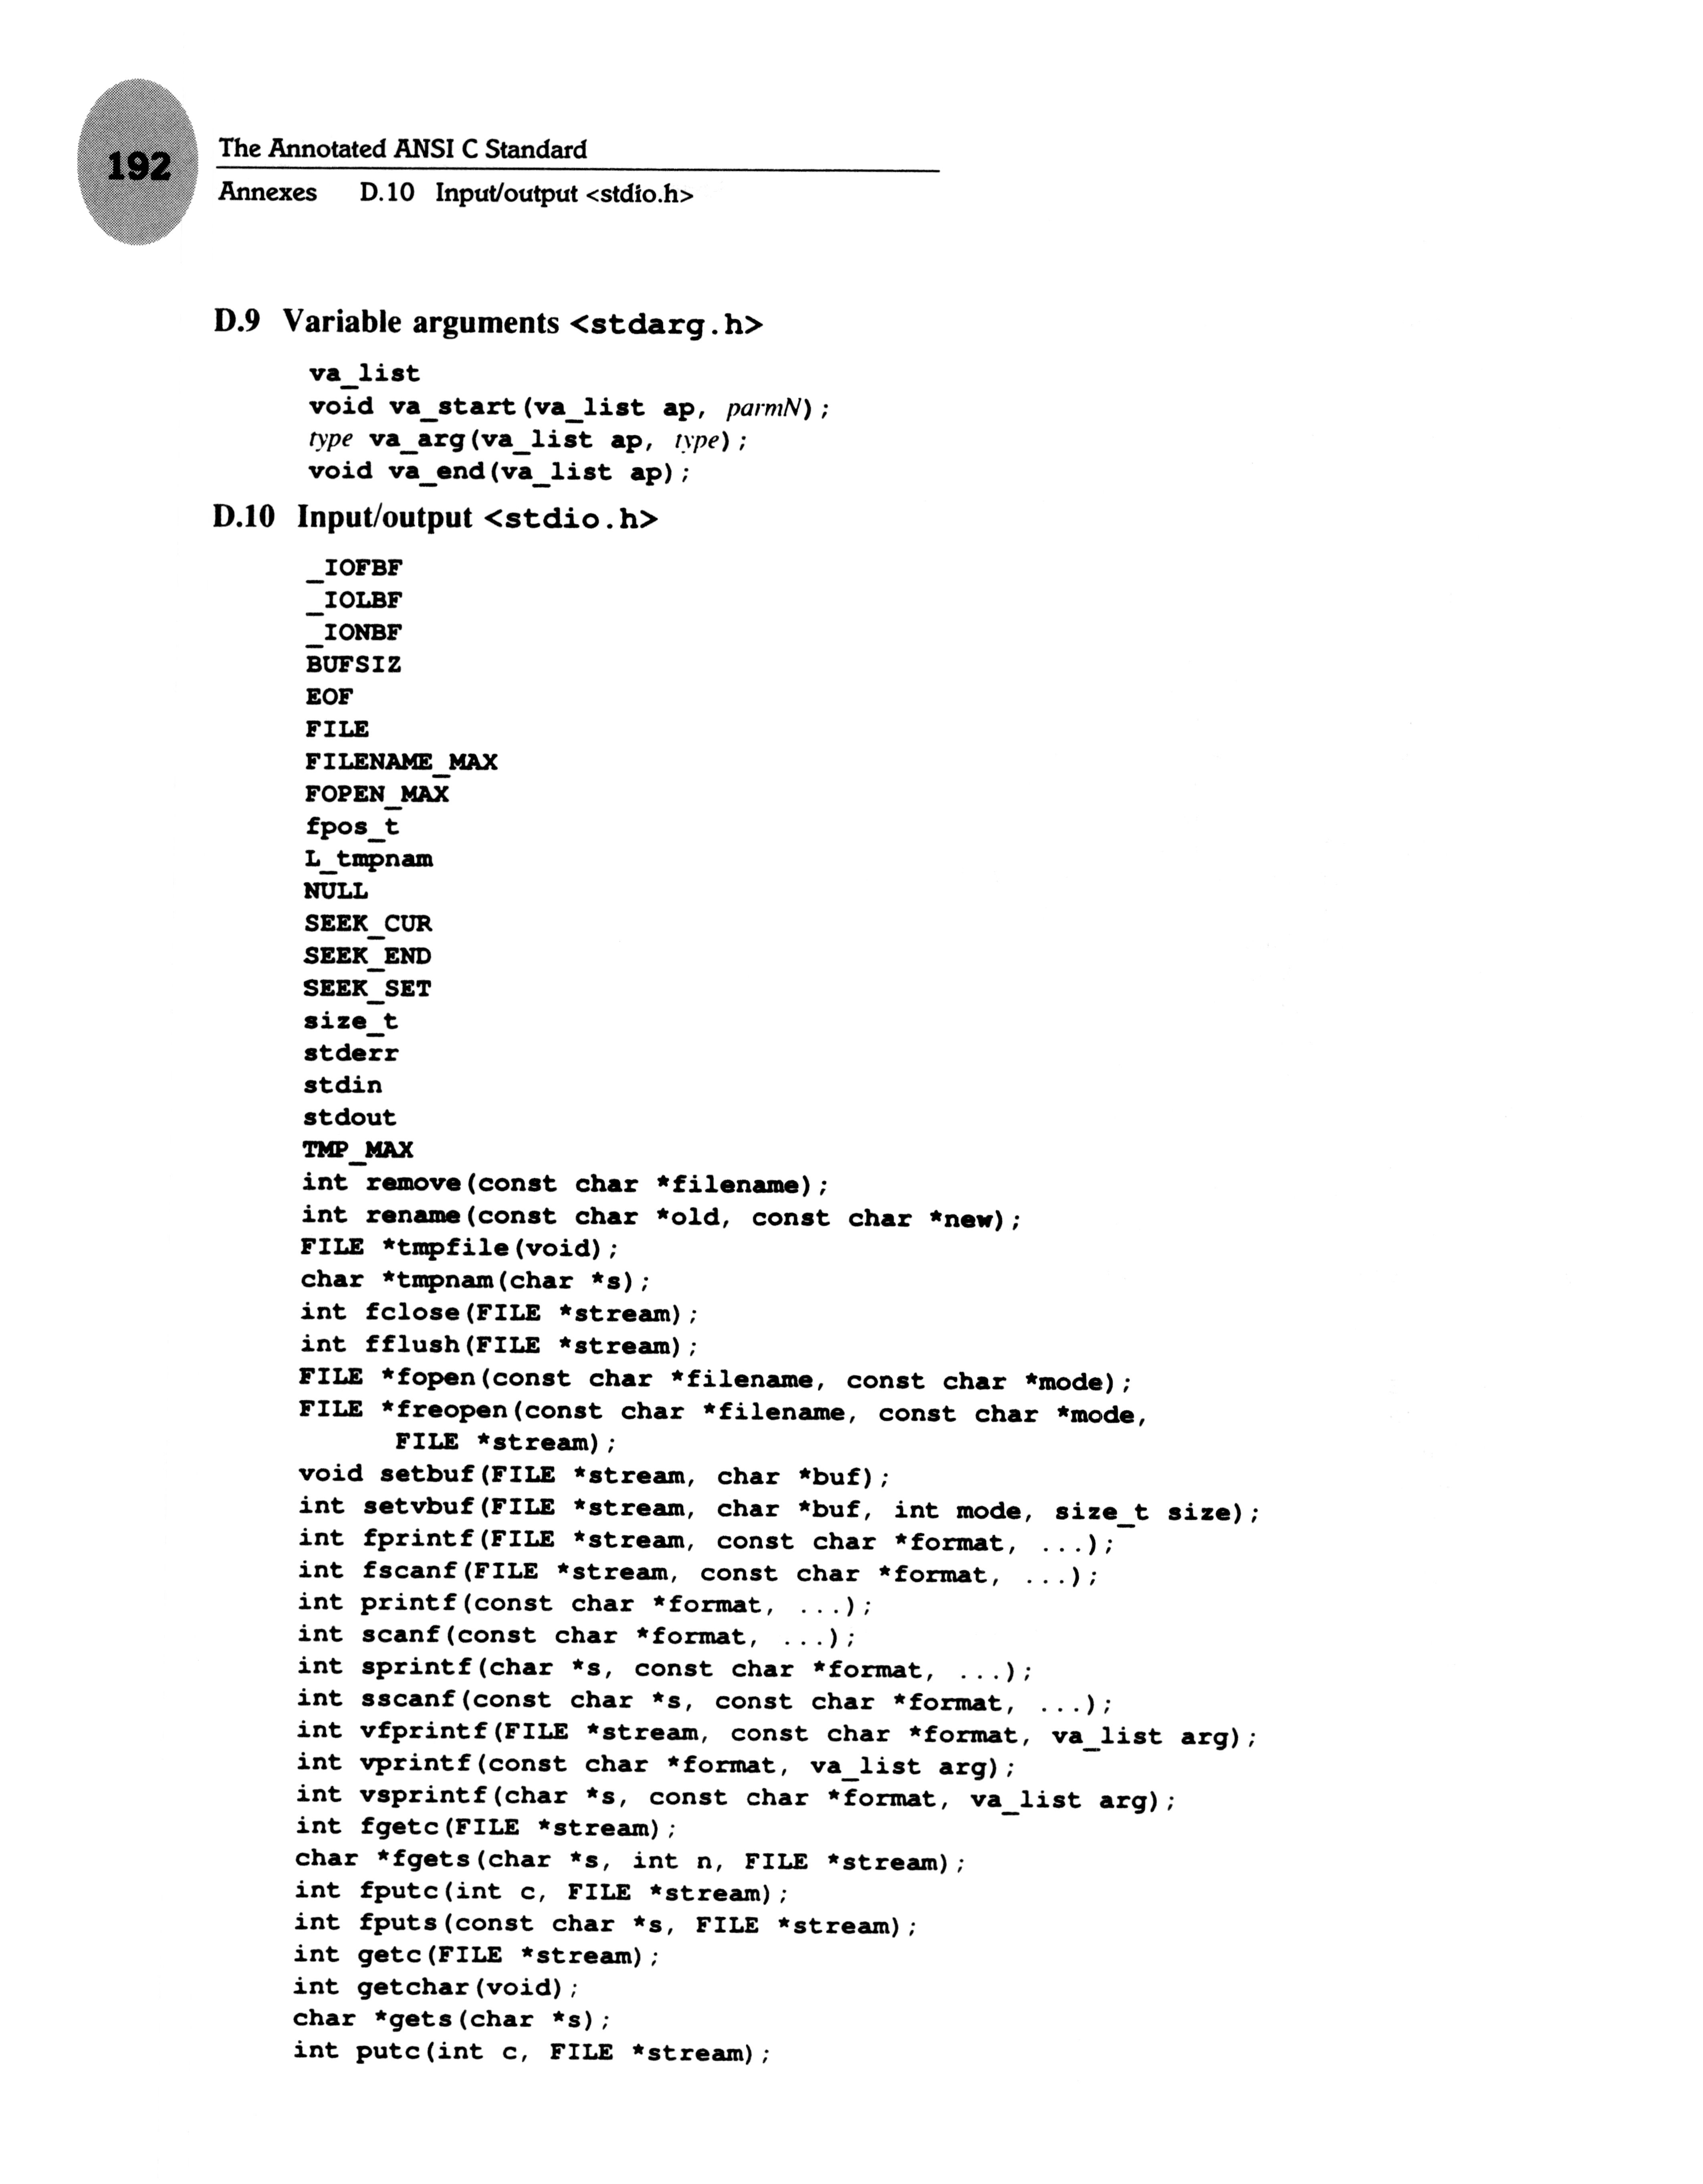 192
The Annotated ANSI C Standard
Annexes D.10 Input/output <stdio.h>
D.9 Variable arguments <stdarg.h>
va_list
void va_start(va_list ap, parmN);
type va_arg(va_list ap, type);
void va_end(va_list ap);
D.10 Input/output <stdio.h>
_IOFBF
_IOLBF
_IONBF
BUFSIZ
EOF
FILE
FILENAME_MAX
FOPEN_MAX
fpos_t
L_tmpnam
NULL
SEEK_CUR
SEEK_END
SEEK_SET
size_t
stderr
stdin
stdout
TMP_MAX
int remove(const char *filename);
int rename(const char *old, const char *new);
FILE *tmpfile(void);
char *tmpnam(char *s);
int fclose(FILE *stream);
int fflush(FILE *stream);
FILE *fopen(const char *filename, const char *mode);
FILE *freopen(const char *filename, const char *mode,
FILE *stream);
void setbuf(FILE *stream, char *buf);
int setvbuf(FILE *stream, char *buf, int mode, size_t size);
int fprintf(FILE *stream, const char *format, ...);
int fscanf(FILE *stream, const char *format, ...);
int printf(const char *format, ...);
int scanf(const char *format, ...);
int sprintf(char *s, const char *format, ...);
int sscanf(const char *s, const char *format, ...);
int vfprintf(FILE *stream, const char *format, va_list arg);
int vprintf(const char *format, va_list arg);
int vsprintf(char *s, const char *format, va_list arg);
int fgetc(FILE *stream);
char *fgets(char *s, int n, FILE *stream);
int fputc(int c, FILE *stream);
int fputs(const char *s, FILE *stream);
int getc(FILE *stream);
int getchar(void);
char *gets(char *s);
int putc(int c, FILE *stream);